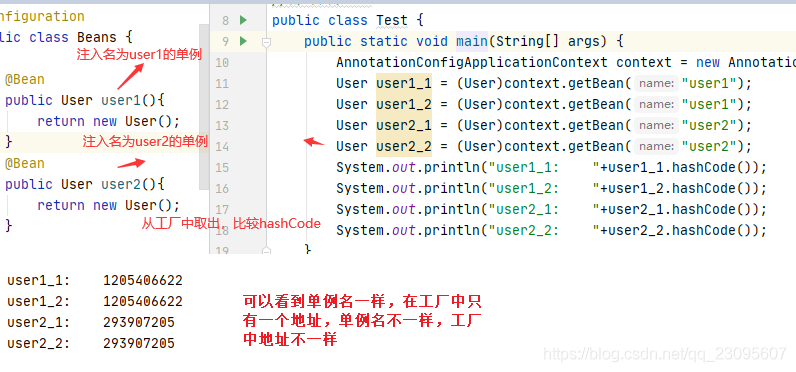 nfiguration
lic class Beans {
注入名为user1的单例
@Bean
public User user1(){
return new User();
}
注入名为user2的单例
@Bean
public User user2(){
return new User();
}
从工厂中取出，比较hashCode
8 public class Test {
9 public static void main(String[] args) {
10 AnnotationConfigApplicationContext context = new Annotatio
11 User user1_1 = (User)context.getBean( name: "user1");
12 User user1_2 = (User)context.getBean( name: "user1");
13 User user2_1 = (User)context.getBean( name: "user2");
14 User user2_2 = (User)context.getBean( name: "user2");
15 System.out.println("user1_1: "+user1_1.hashCode());
16 System.out.println("user1_2: "+user1_2.hashCode());
17 System.out.println("user2_1: "+user2_1.hashCode());
18 System.out.println("user2_2: "+user2_2.hashCode());
19 }
user1_1: 1205406622
user1_2: 1205406622
user2_1: 293907205
user2_2: 293907205
可以看到单例名一样，在工厂中只
有一个地址，单例名不一样，工厂
中地址不一样
https://blog.csdn.net/qq_23095607